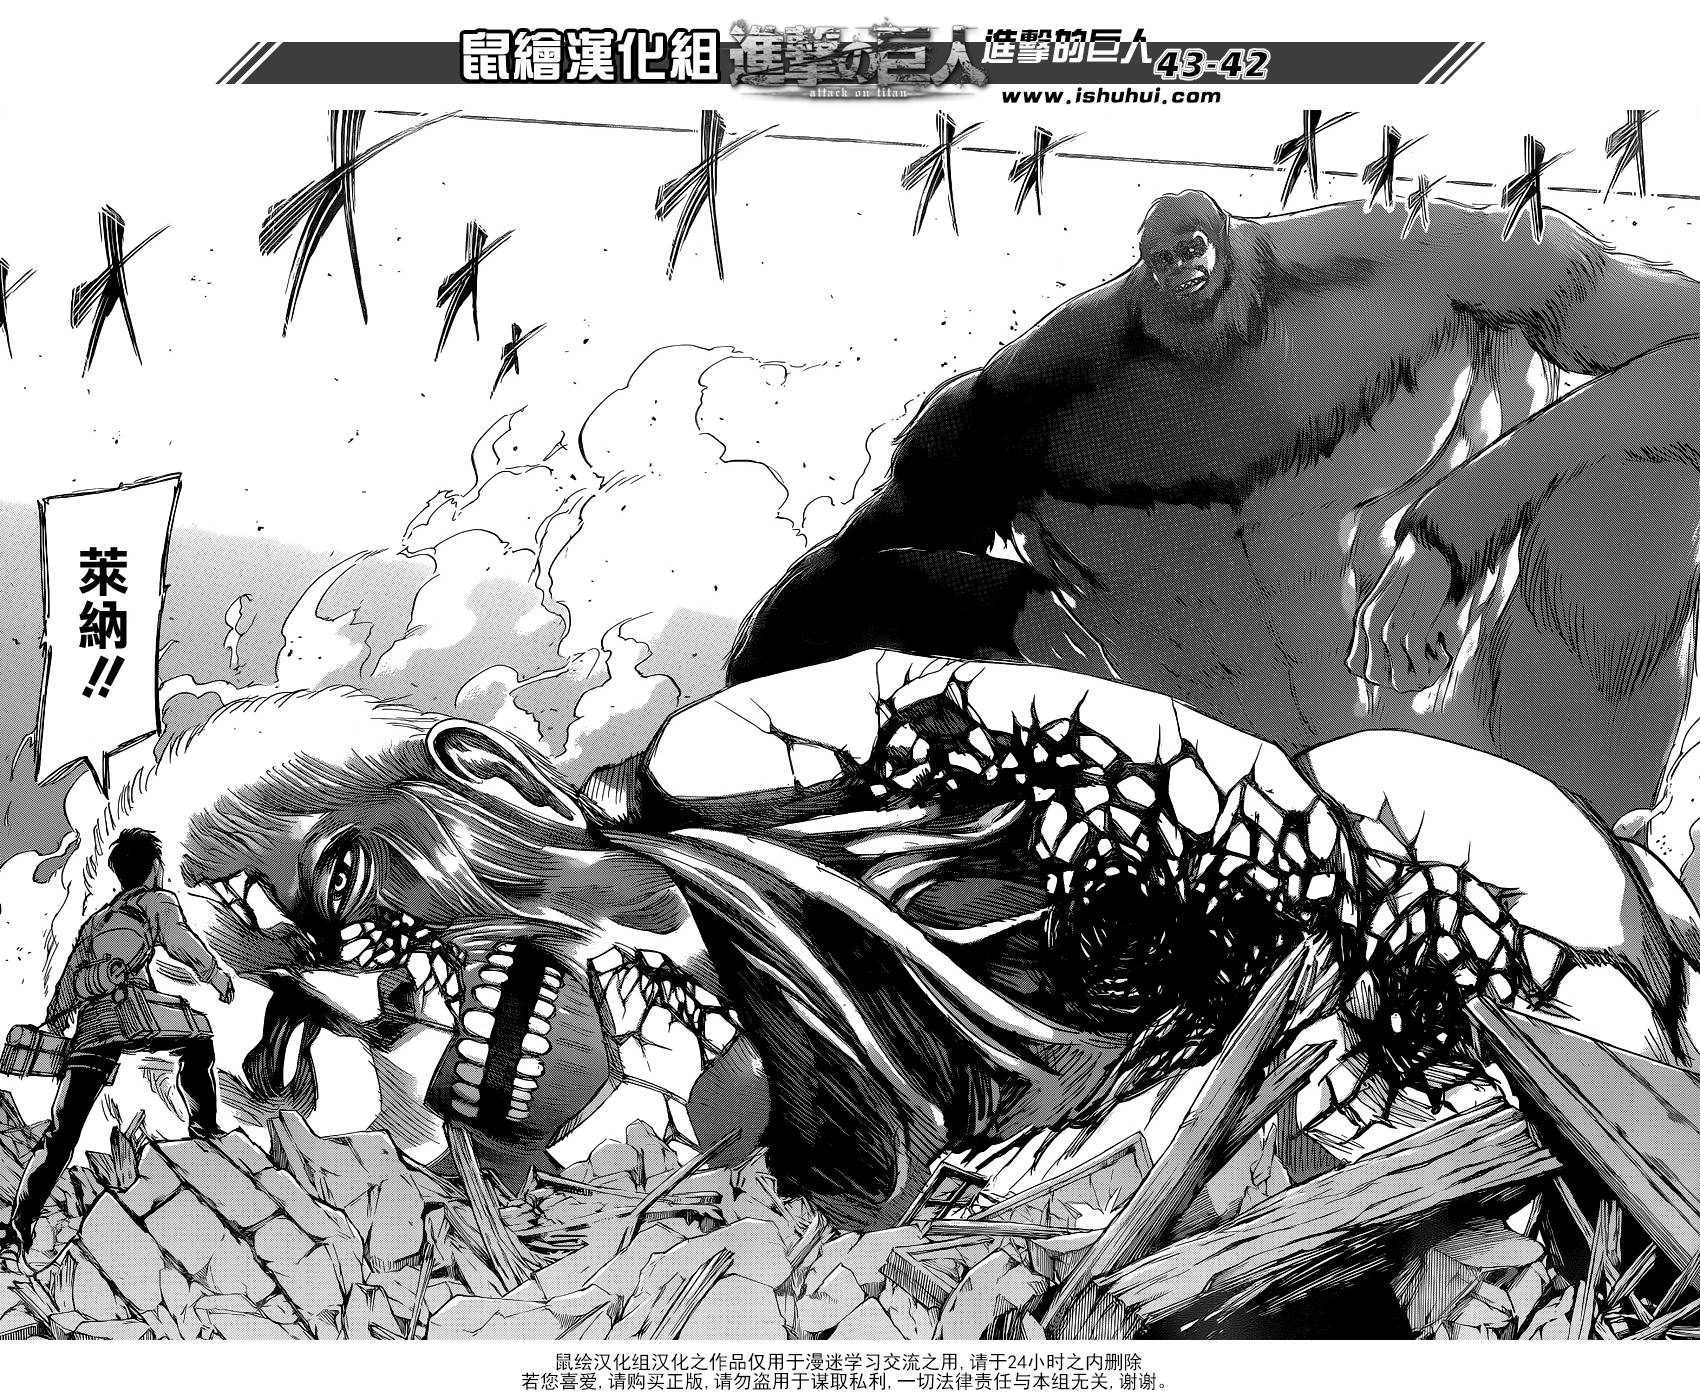 鼠繪漢化組 進擊の巨人 進擊的巨人 43-42
attack on titan
www.ishuhui.com
萊納!!
鼠绘汉化组汉化之作品仅用于漫迷学习交流之用,请于24小时之内删除
若您喜爱,请购买正版,请勿盗用于谋取私利,一切法律责任与本组无关,谢谢。